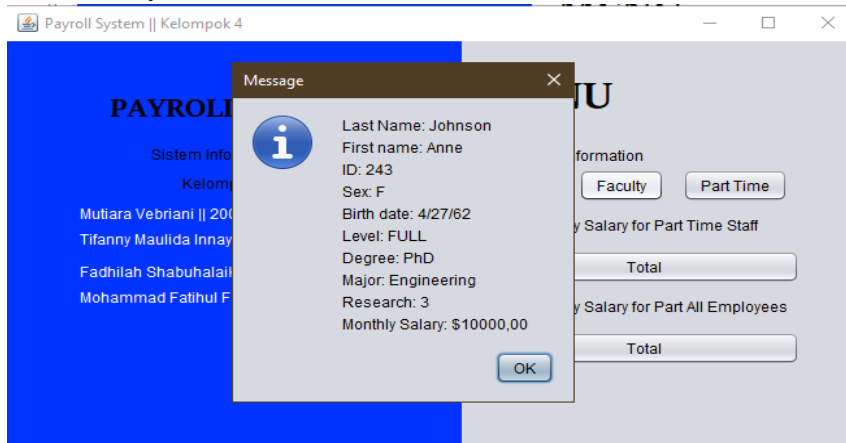 Payroll System || Kelompok 4
Message
PAYROLL
Sistem Info
Mutiara Vebriani || 200
Tifanny Maulida Innay
Fadhilah
Mohammad Fatihul F
Last Name: Johnson
First name: Anne
ID: 243
Sex: F
Birth date: 4/27/62
Level: FULL
Degree: PhD
Major: Engineering
Research: 3
Monthly Salary: $10000,00
OK
NU
formation
Faculty
Part Time
y Salary for Part Time Staff
Total
y Salary for Part All Employees
Total